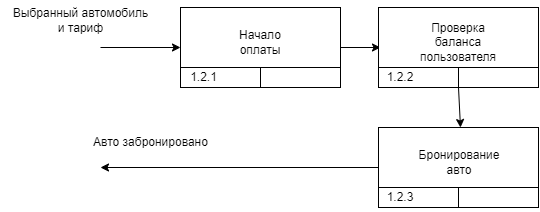 Выбранный автомобиль
и тариф
Начало
оплаты
1.2.1
Проверка
баланса
пользователя
1.2.2
Авто забронировано
Бронирование
авто
1.2.3